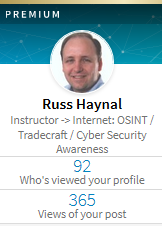 PREMIUM
Russ Haynal
Instructor -> Internet: OSINT /
Tradecraft / Cyber Security
Awareness
92
Who's viewed your profile
365
Views of your post